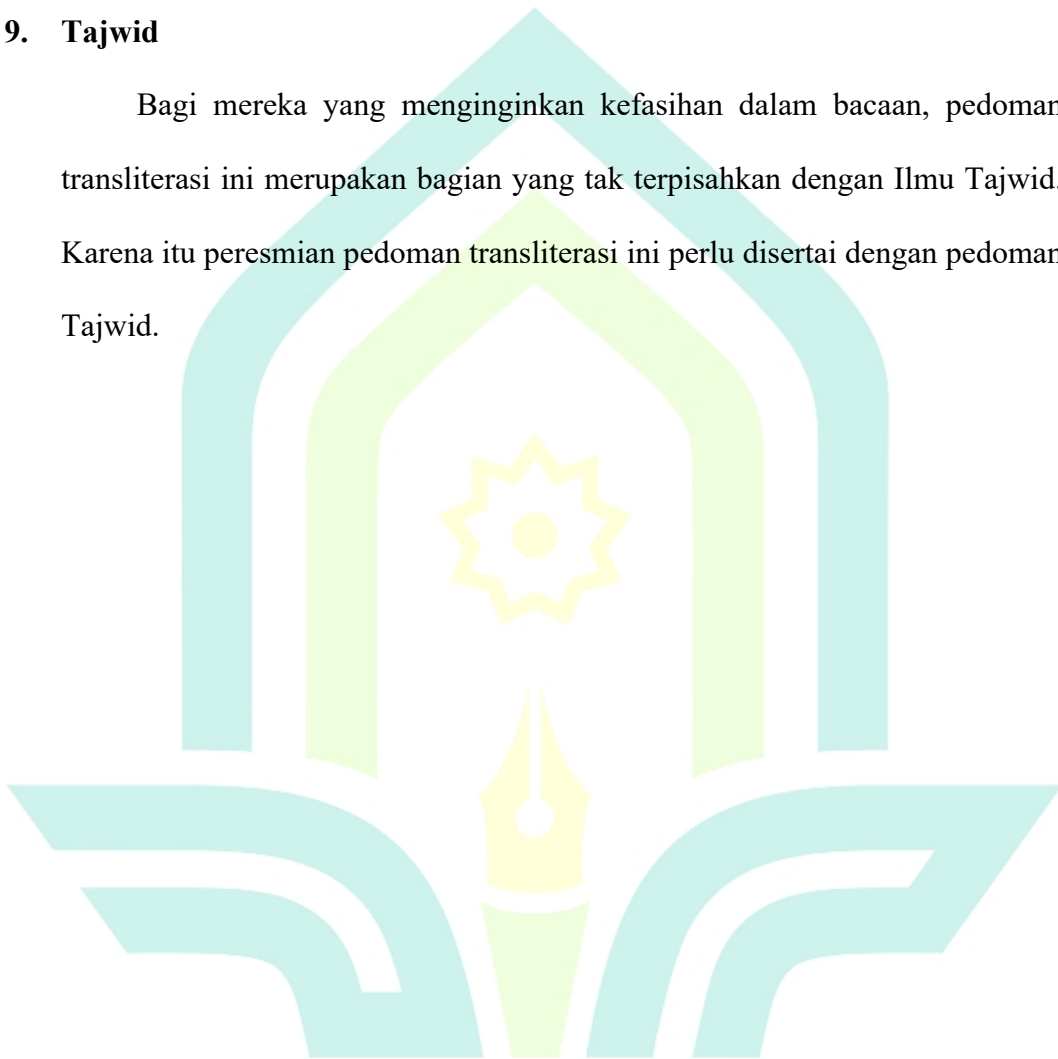 9. Tajwid
Bagi mereka yang menginginkan kefasihan dalam bacaan, pedoman
transliterasi ini merupakan bagian yang tak terpisahkan dengan Ilmu Tajwid.
Karena itu peresmian pedoman transliterasi ini perlu disertai dengan pedoman
Tajwid.